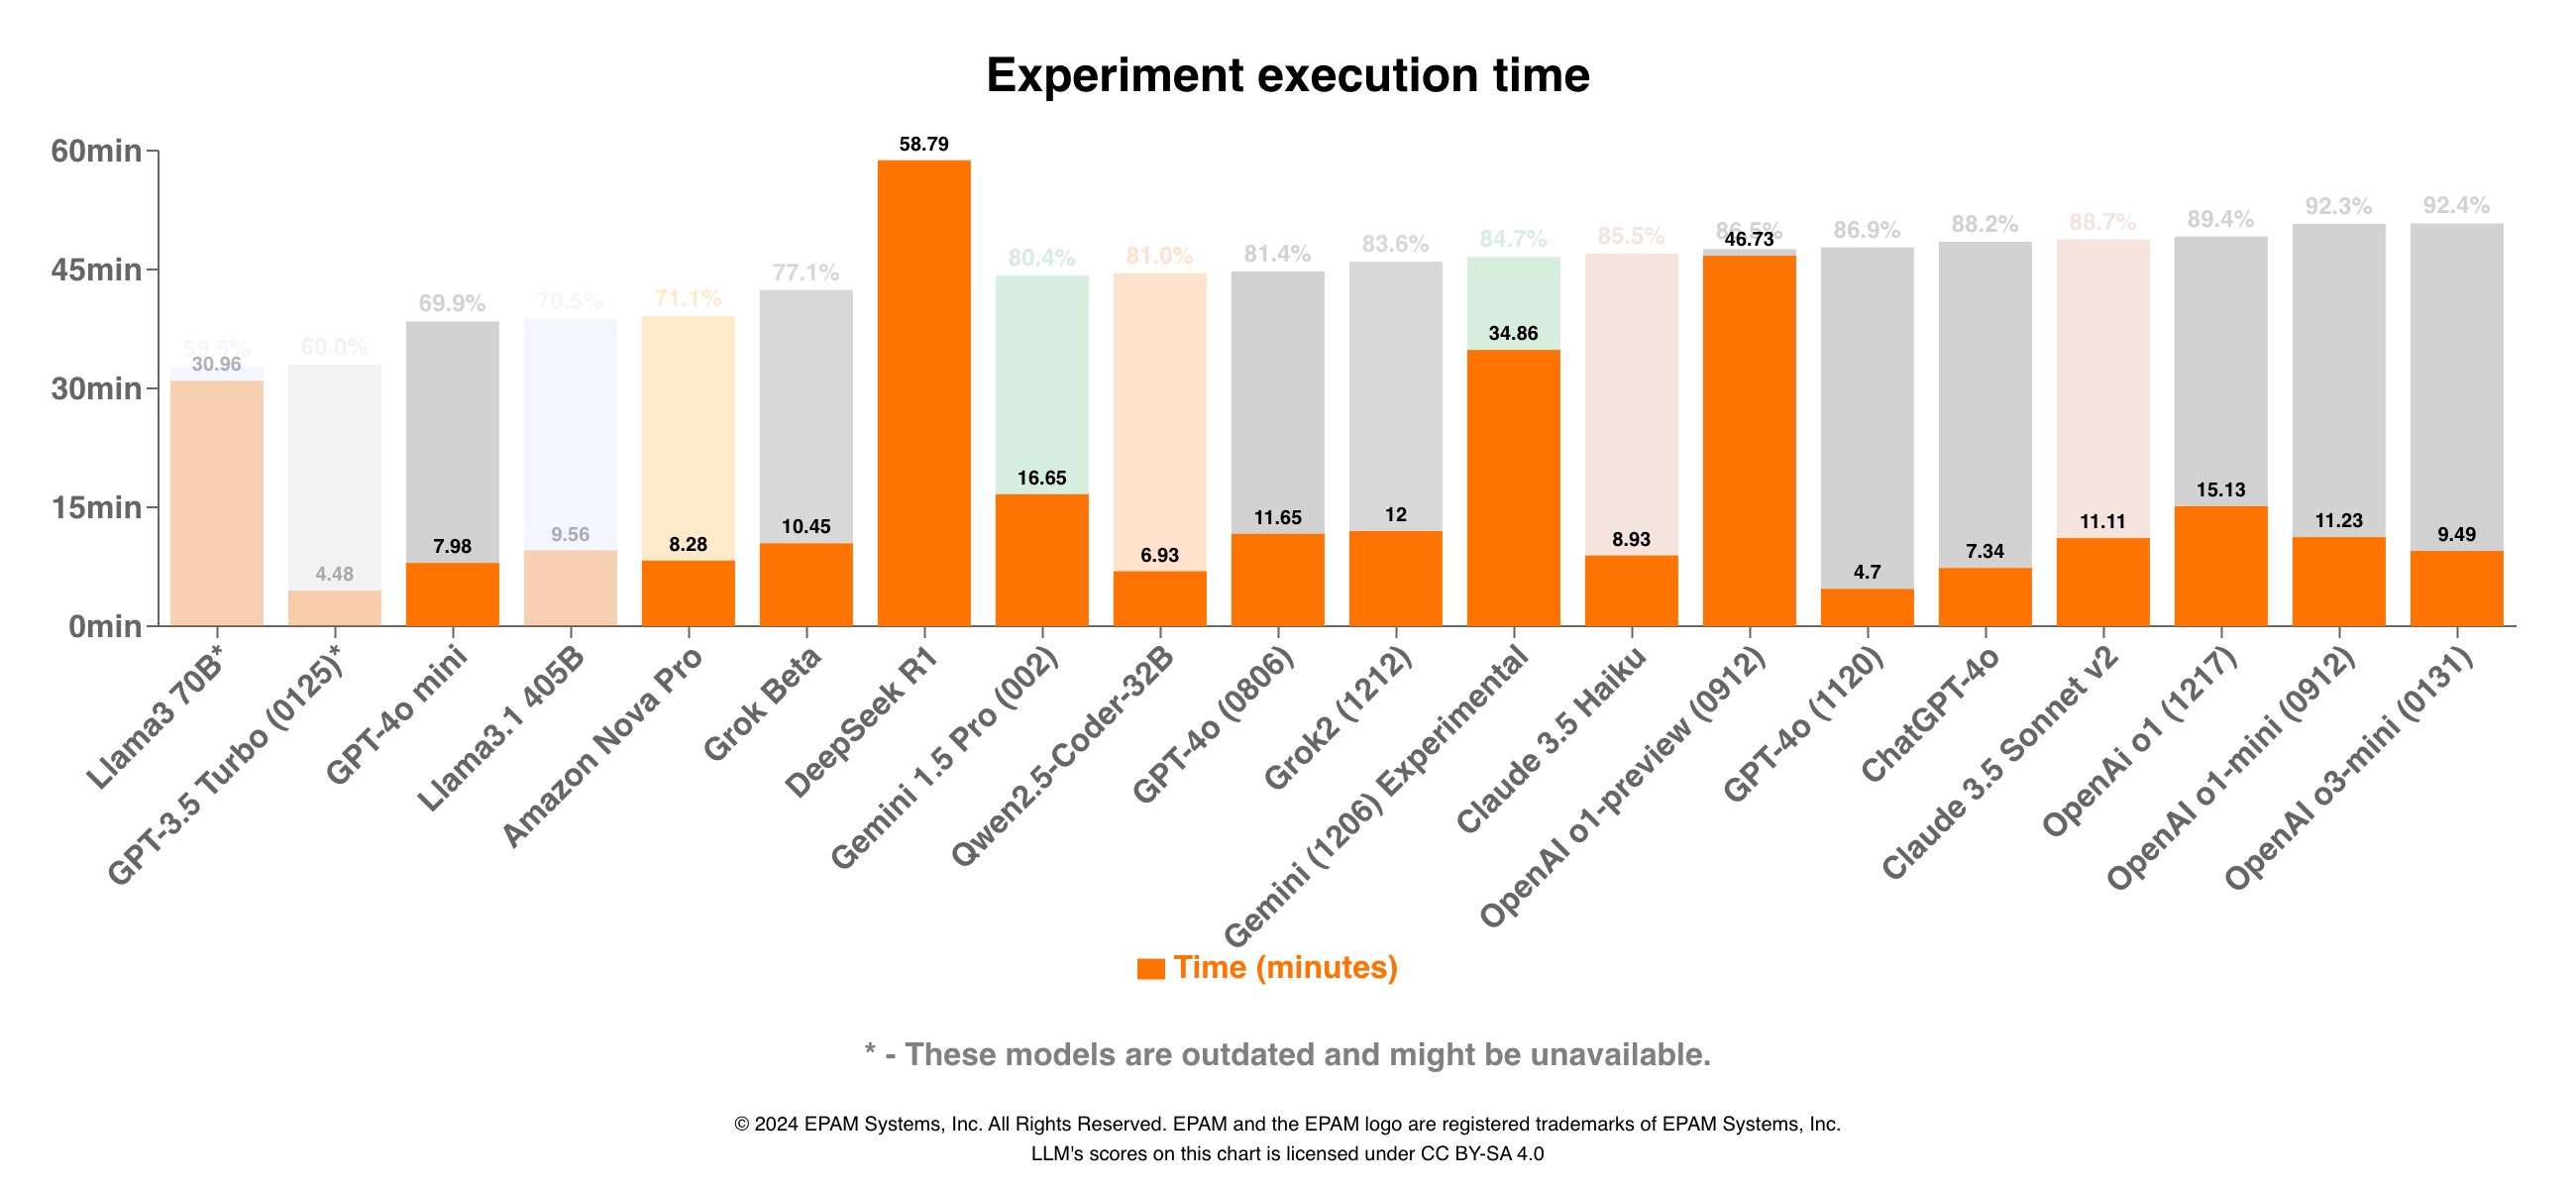 Experiment execution time
60min
45min
30min
15min
0min
59.5%
60.0%
69.9%
70.5%
71.1%
77.1%
80.4%
81.0%
81.4%
83.6%
84.7%
85.5%
86.5%
86.9%
88.2%
88.7%
89.4%
92.3%
92.4%
30.96
4.48
7.98
9.56
8.28
10.45
58.79
16.65
6.93
11.65
12
34.86
8.93
46.73
4.7
7.34
11.11
15.13
11.23
9.49
Llama3 70B*
GPT-3.5 Turbo (0125)*
GPT-4o mini
Llama3.1 405B
Amazon Nova Pro
Grok Beta
DeepSeek R1
Gemini 1.5 Pro (002)
Qwen2.5-Coder-32B
GPT-4o (0806)
Grok2 (1212)
Gemini (1206) Experimental
Claude 3.5 Haiku
OpenAI o1-preview (0912)
GPT-4o (1120)
ChatGPT-4o
Claude 3.5 Sonnet v2
OpenAi o1 (1217)
OpenAI o1-mini (0912)
OpenAI o3-mini (0131)
Time (minutes)
* - These models are outdated and might be unavailable.
© 2024 EPAM Systems, Inc. All Rights Reserved. EPAM and the EPAM logo are registered trademarks of EPAM Systems, Inc.
LLM's scores on this chart is licensed under CC BY-SA 4.0